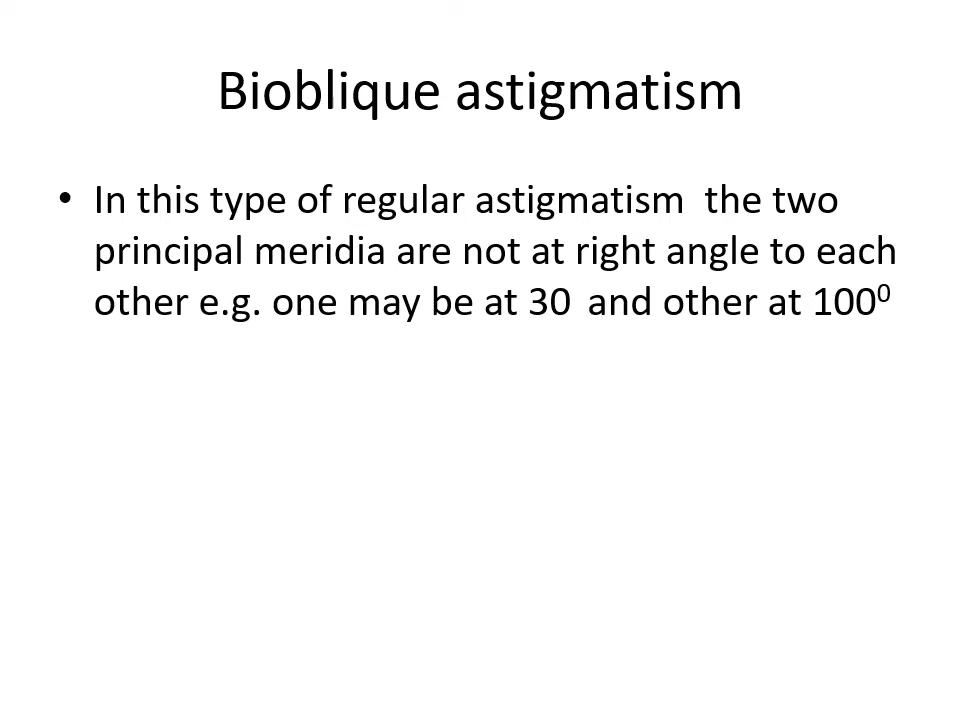 Bioblique astigmatism
• In this type of regular astigmatism  the two
principal meridia are not at right angle to each
other e.g. one may be at 30  and other at 100⁰